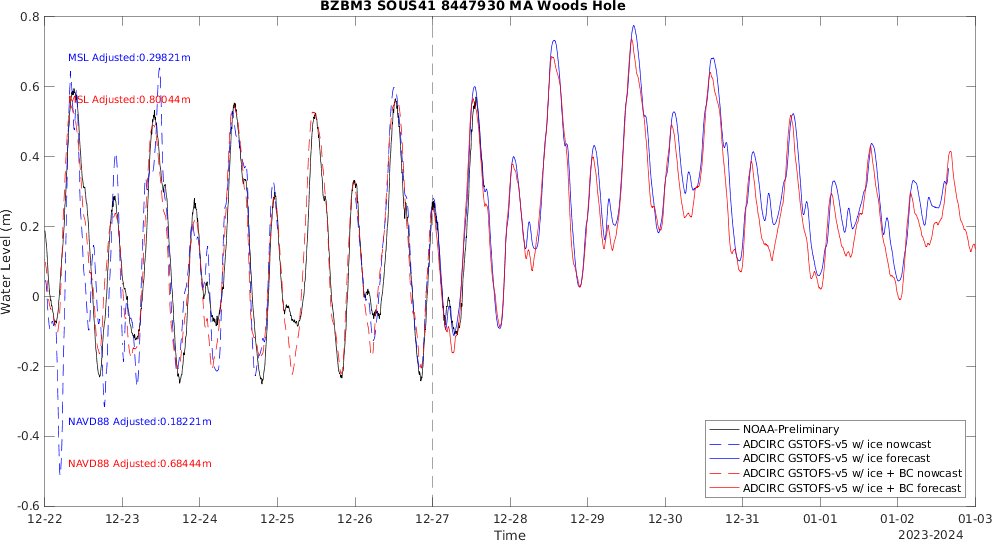 BZBM3 SOUS41 8447930 MA Woods Hole
0.8
0.6
0.4
0.2
0
-0.2
-0.4
-0.6
Water Level (m)
MSL Adjusted:0.29821m
MSL Adjusted:0.80044m
NAVD88 Adjusted:0.18221m
NAVD88 Adjusted:0.68444m
NOAA-Preliminary
ADCIRC GSTOFS-v5 w/ ice nowcast
ADCIRC GSTOFS-v5 w/ ice forecast
ADCIRC GSTOFS-v5 w/ ice + BC nowcast
ADCIRC GSTOFS-v5 w/ ice + BC forecast
12-22 12-23 12-24 12-25 12-26 12-27 12-28 12-29 12-30 12-31 01-01 01-02 01-03
Time
2023-2024